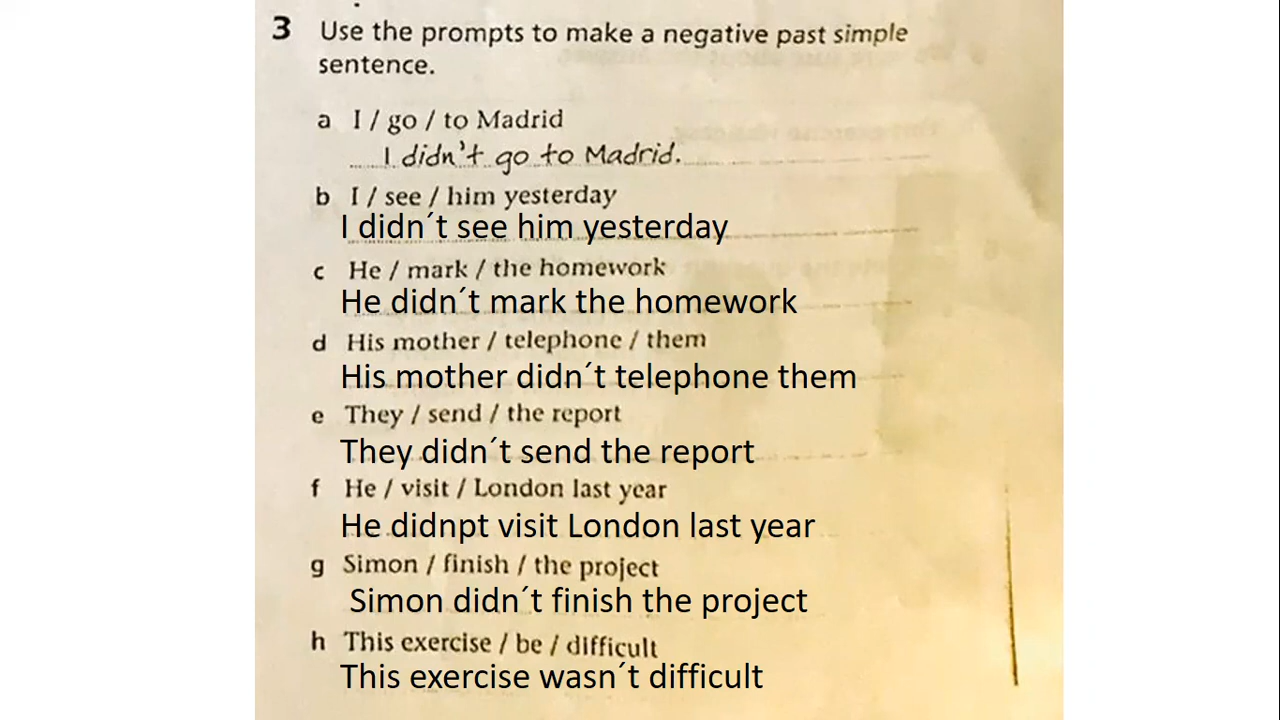 3 Use the prompts to make a negative past simple
sentence.
a I / go / to Madrid
I didn't go to Madrid.
b I / see / him yesterday
I didn´t see him yesterday
c He / mark / the homework
He didn´t mark the homework
d His mother / telephone / them
His mother didn´t telephone them
e They / send / the report
They didn´t send the report
f He / visit / London last year
He didnpt visit London last year
g Simon / finish / the project
Simon didn´t finish the project
h This exercise / be / difficult
This exercise wasn´t difficult